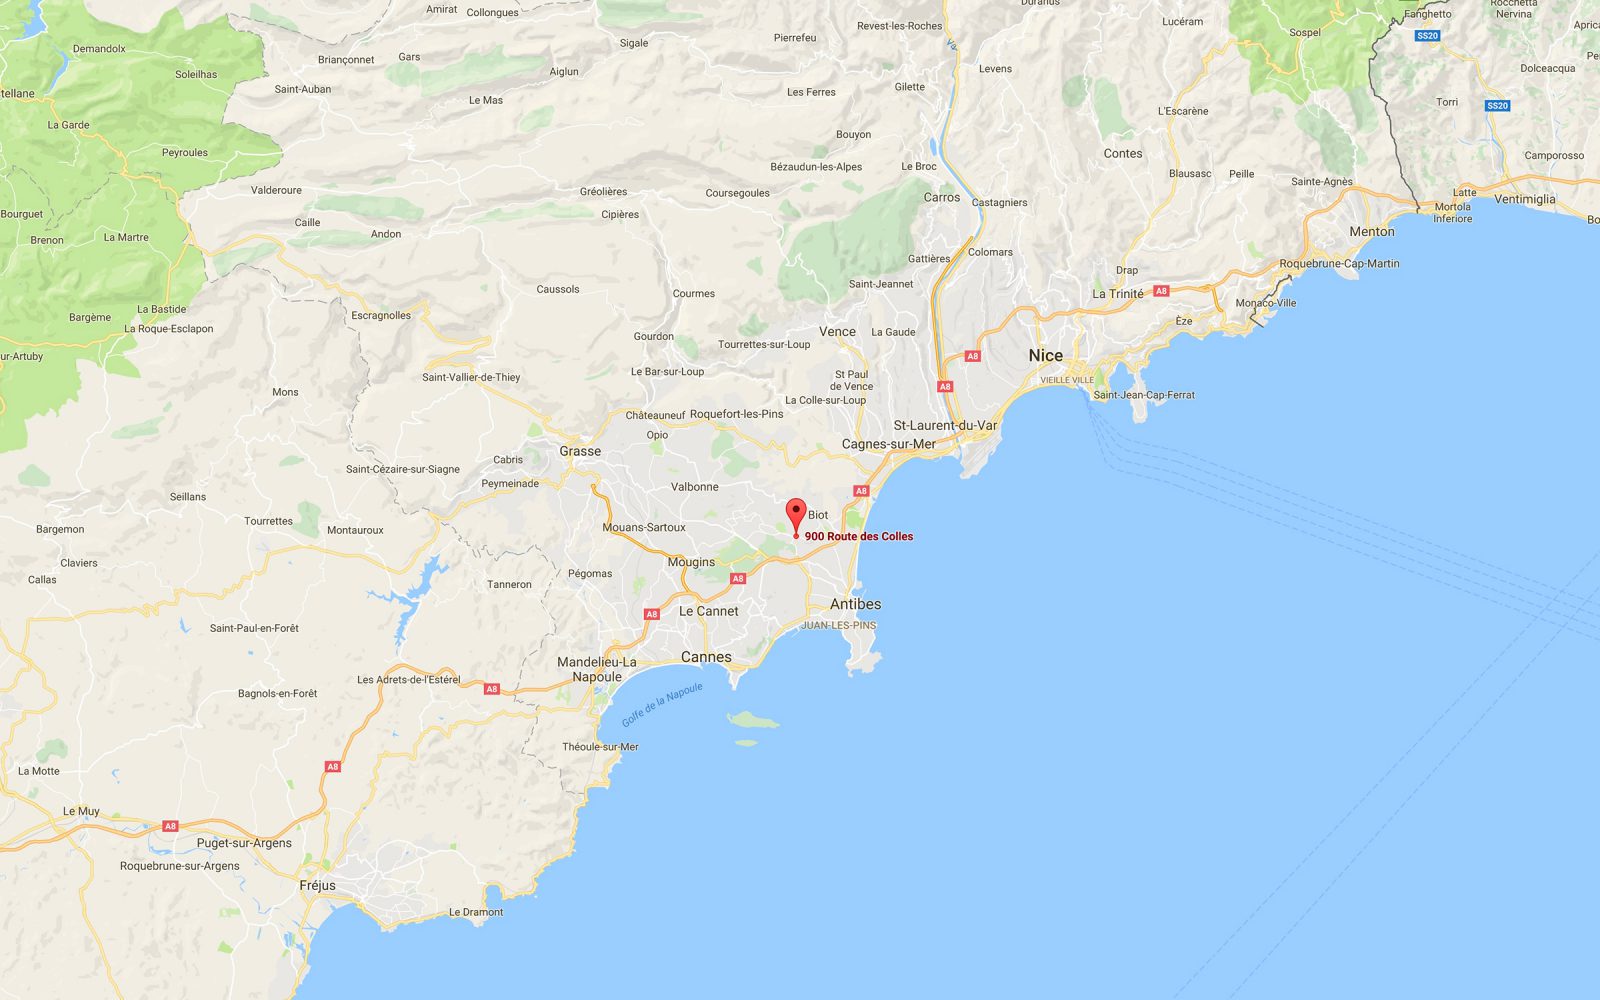 Amirat
Collongues
Duranus
Rocchetta
Nervina
Fanghetto
Lucéram
Revest-les-Roches
Sospel
SS20
Pierrefeu
Sigale
Demandolx
Gars
Briançonnet
Levens
Dolceacqua
Soleilhas
Aiglun
Gilette
Saint-Auban
Les Ferres
tellane
Le Mas
Torri
SS20
L'Escarène
La Garde
Bouyon
Peyroules
Contes
Camporosso
Bézaudun-les-Alpes
Le Broc
Blausasc
Peille
Sainte-Agnès
Valderoure
Gréolières
Coursegoules
Carros
Castagniers
Latte
Ventimiglia
Mortola
Inferiore
Bourguet
Caille
Cipières
Andon
Brenon
La Martre
Menton
Gattières
Colomars
Roquebrune-Cap-Martin
Drap
Saint-Jeannet
Caussols
Courmes
La Trinité
A8
Monaco-Ville
La Bastide
Bargème
Escragnolles
La Roque-Esclapon
Èze
Gourdon
Tourrettes-sur-Loup
Vence
La Gaude
ur-Artuby
A8
Nice
Le Bar-sur-Loup
Saint-Vallier-de-Thiey
St Paul
de Vence
VIEILLE VILLE
A8
Mons
La Colle-sur-Loup
Saint-Jean-Cap-Ferrat
Châteauneuf
Roquefort-les-Pins
St-Laurent-du-Var
Opio
Cagnes-sur-Mer
Grasse
Cabris
Saint-Cézaire-sur-Siagne
Peymeinade
Valbonne
A8
Seillans
Biot
Tourrettes
Mouans-Sartoux
Bargemon
Montauroux
900 Route des Colles
Claviers
Mougins
Callas
Pégomas
A8
Tanneron
Antibes
Le Cannet
A8
JUAN-LES-PINS
Saint-Paul-en-Forêt
Cannes
Mandelieu-La
Napoule
Les Adrets-de-l'Estérel
A8
Bagnols-en-Forêt
Golfe de la Napoule
Théoule-sur-Mer
A8
La Motte
Le Muy
A8
Puget-sur-Argens
Roquebrune-sur-Argens
Fréjus
Le Dramont